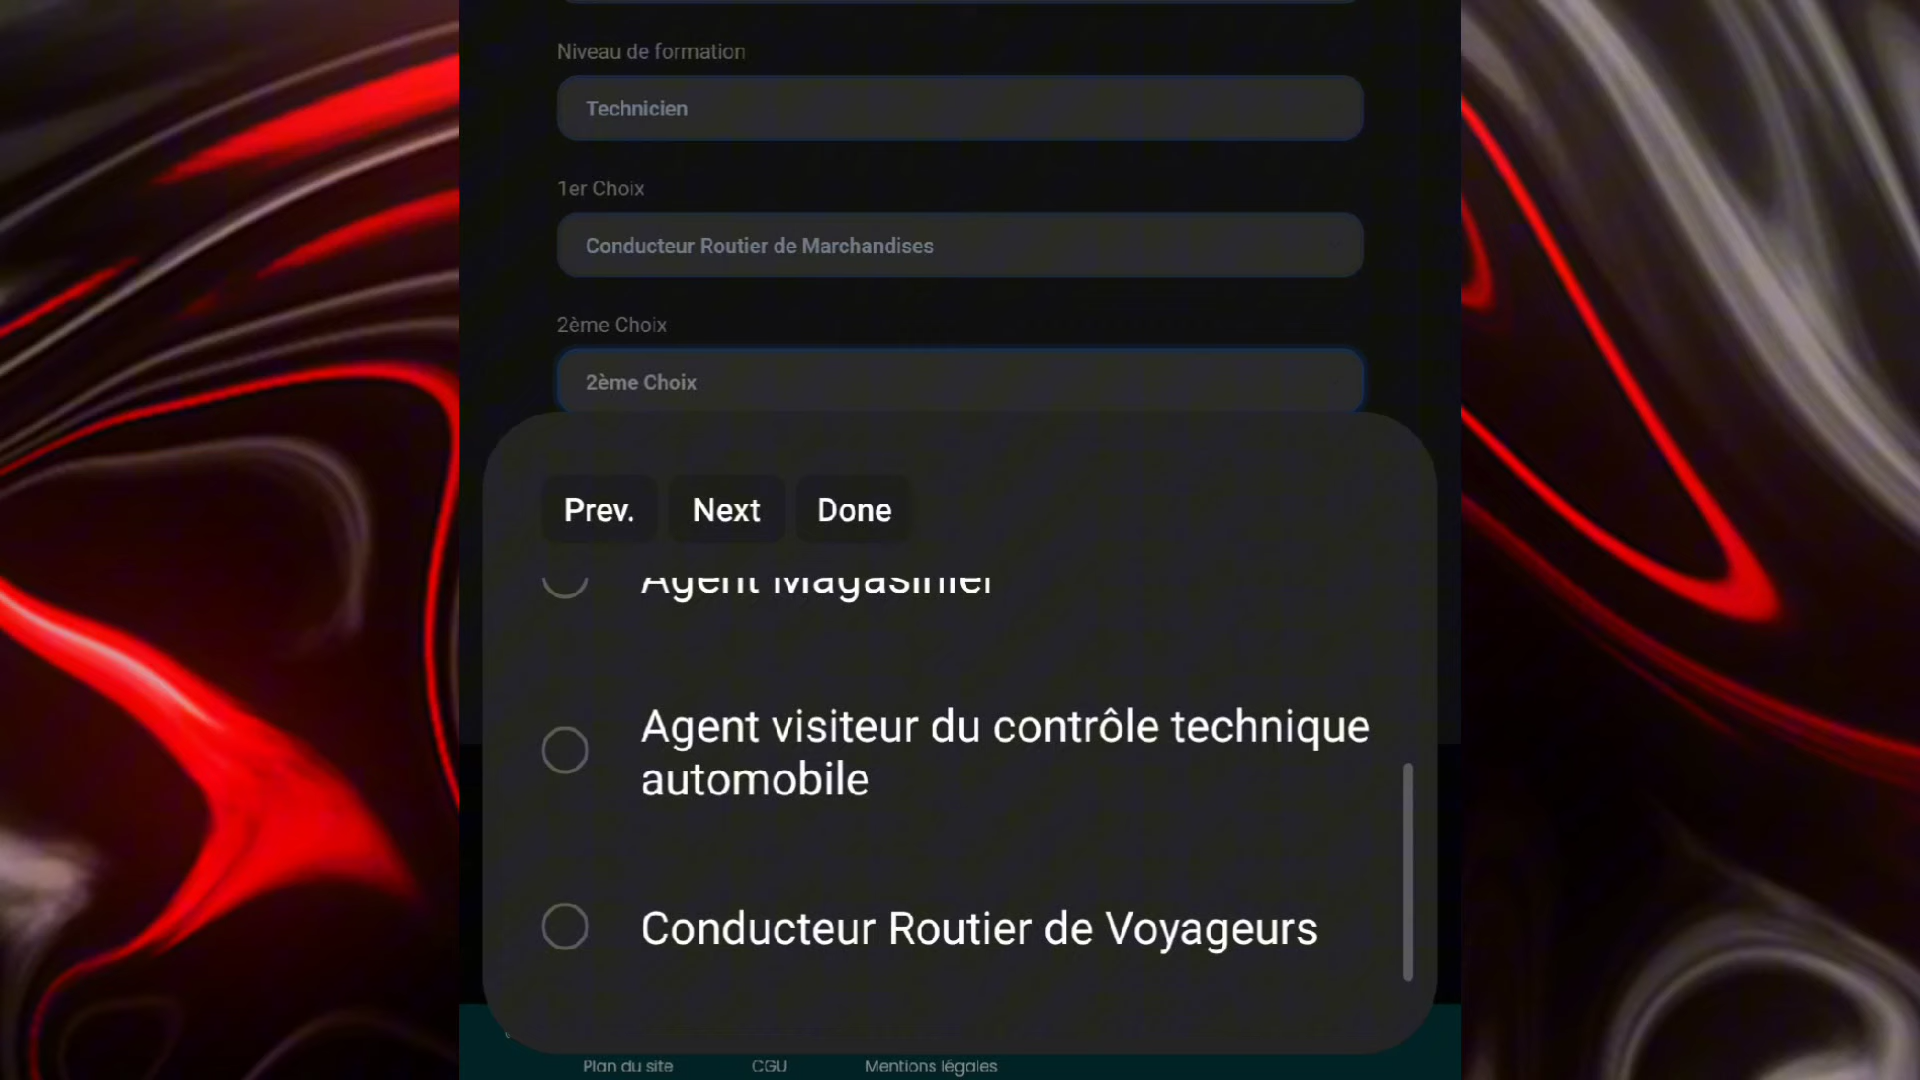 Niveau de formation
Technicien
1er Choix
Conducteur Routier de Marchandises
2ème Choix
2ème Choix
Prev. Next Done
Agent Magasinier
Agent visiteur du contrôle technique
automobile
Conducteur Routier de Voyageurs
Plan du site CGU Mentions légales